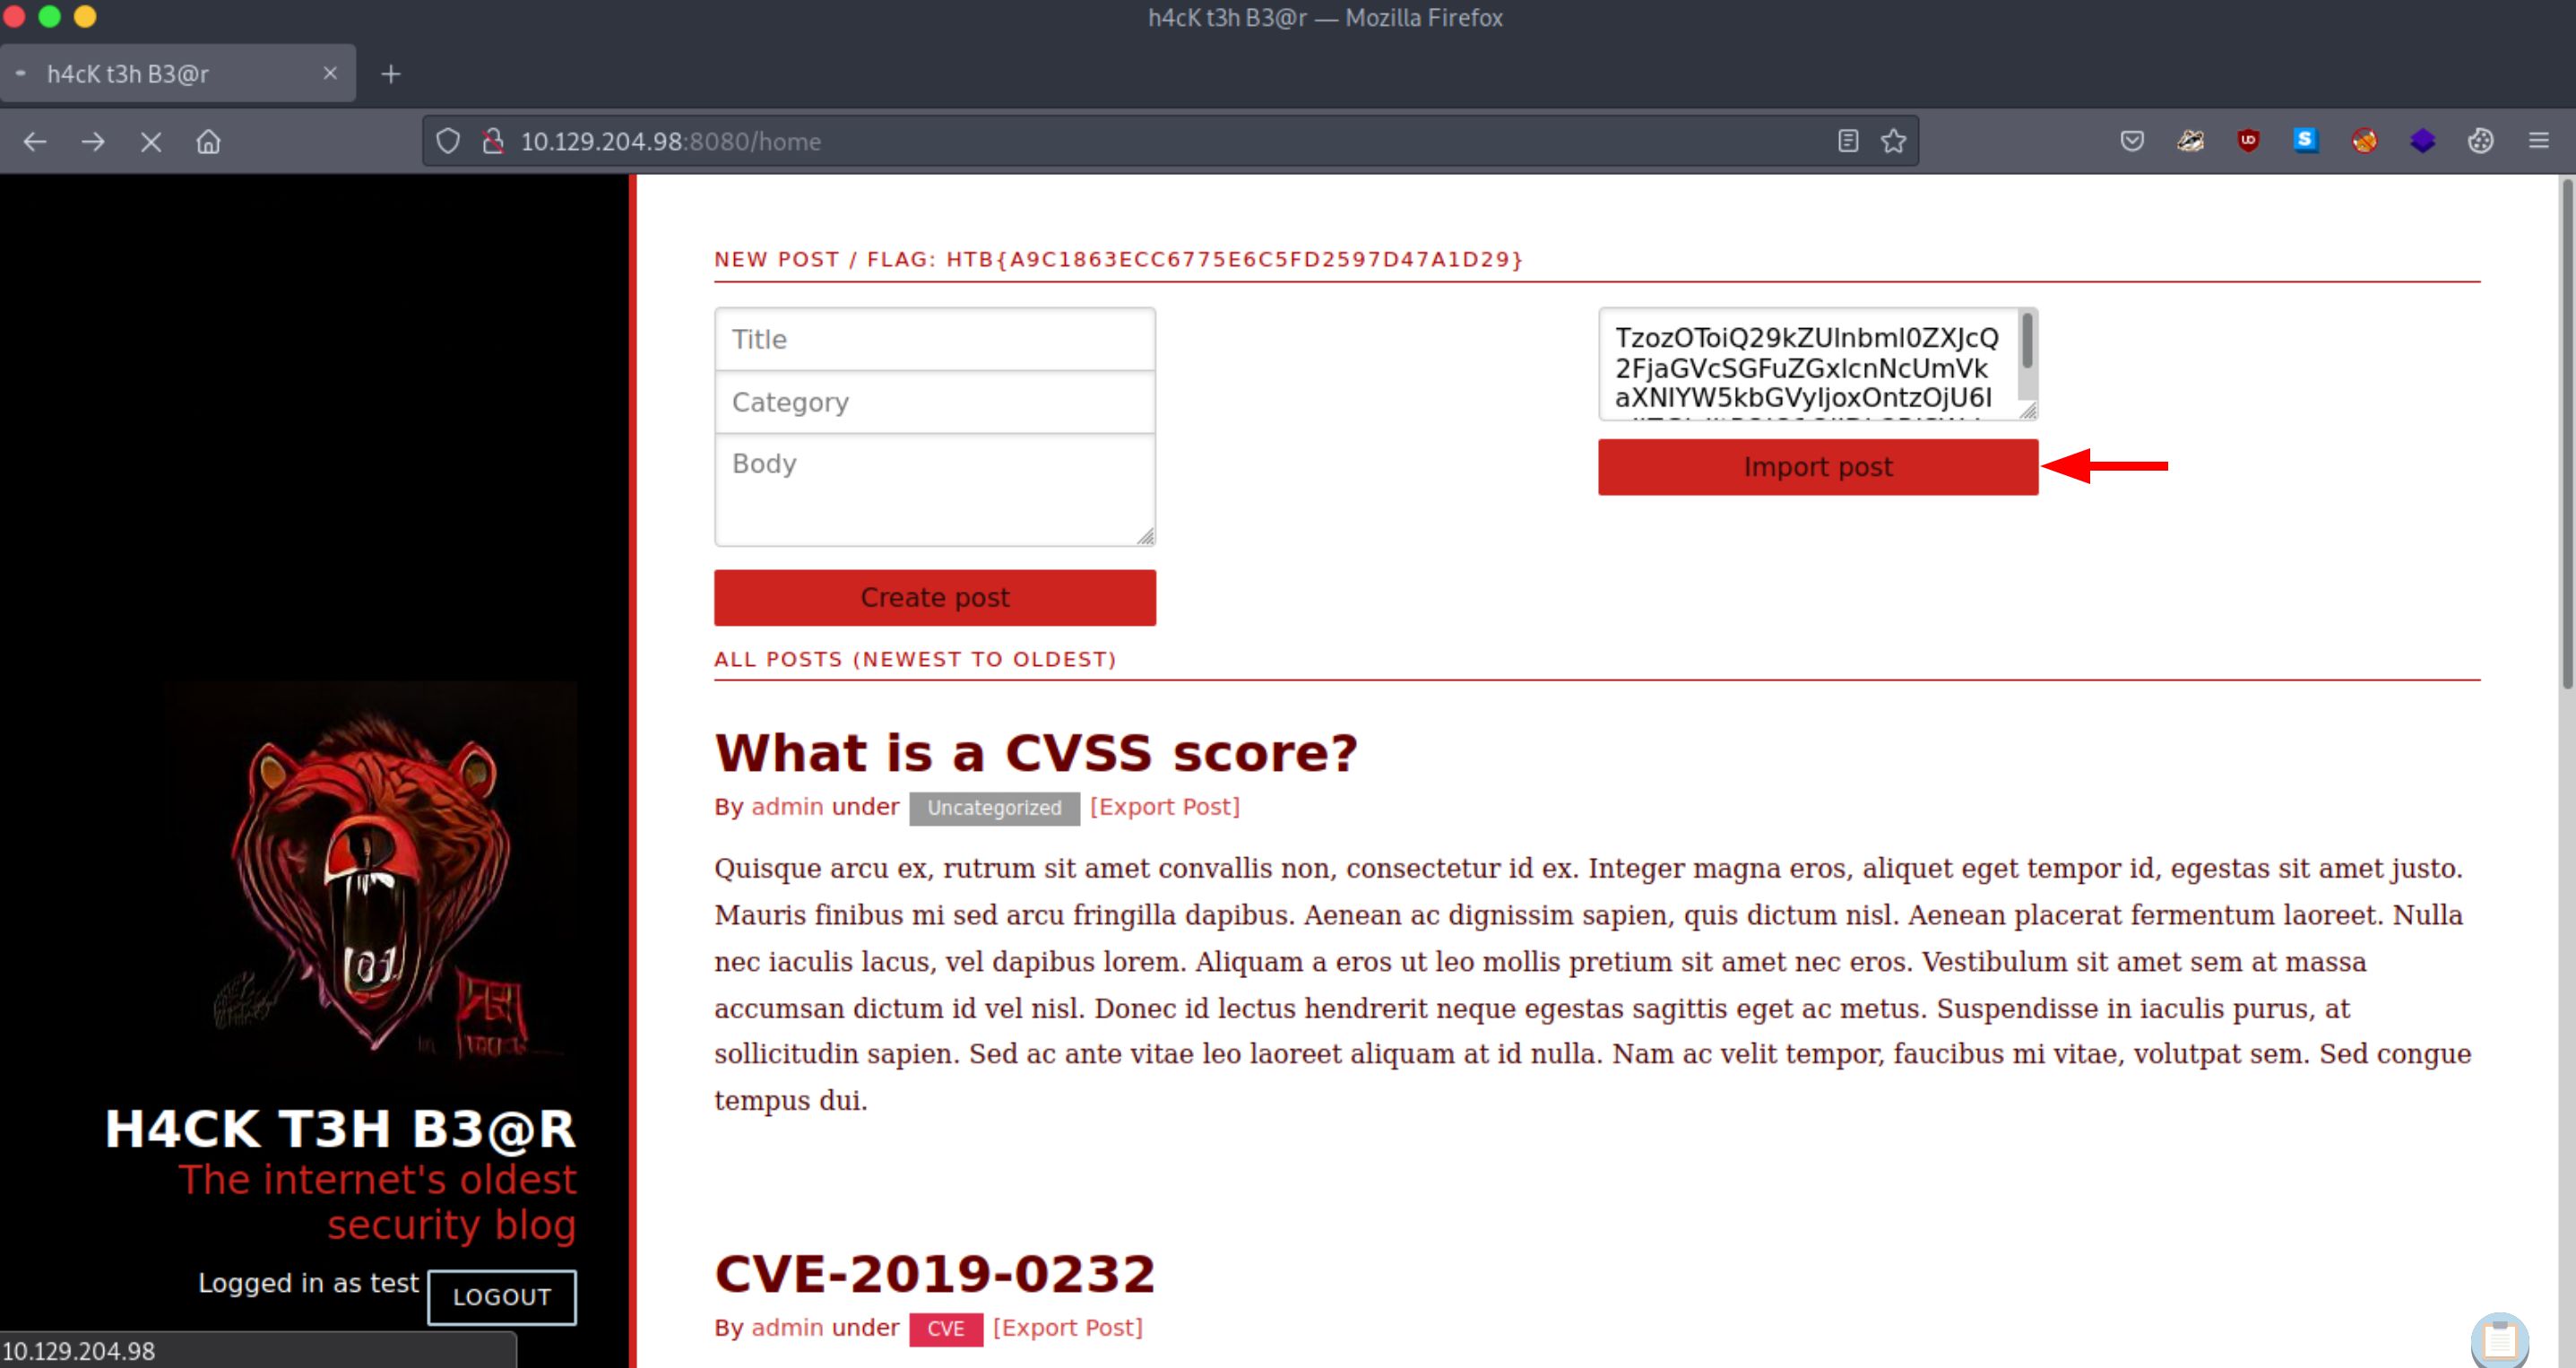 h4cK t3h B3@r — Mozilla Firefox
h4cK t3h B3@r
10.129.204.98:8080/home
NEW POST / FLAG: HTB{A9C1863ECC6775E6C5FD2597D47A1D29}
Title
Category
Body
Create post
TzozOToiQ29kZUlnbml0ZXJcQ
2FjaGVcSGFuZGxlcnNcUmVk
aXNIYW5kbGVyIjoxOntzOjU6I
Import post
ALL POSTS (NEWEST TO OLDEST)
What is a CVSS score?
By admin under Uncategorized [Export Post]
Quisque arcu ex, rutrum sit amet convallis non, consectetur id ex. Integer magna eros, aliquet eget tempor id, egestas sit amet justo.
Mauris finibus mi sed arcu fringilla dapibus. Aenean ac dignissim sapien, quis dictum nisl. Aenean placerat fermentum laoreet. Nulla
nec iaculis lacus, vel dapibus lorem. Aliquam a eros ut leo mollis pretium sit amet nec eros. Vestibulum sit amet sem at massa
accumsan dictum id vel nisl. Donec id lectus hendrerit neque egestas sagittis eget ac metus. Suspendisse in iaculis purus, at
sollicitudin sapien. Sed ac ante vitae leo laoreet aliquam at id nulla. Nam ac velit tempor, faucibus mi vitae, volutpat sem. Sed congue
tempus dui.
CVE-2019-0232
By admin under CVE [Export Post]
H4CK T3H B3@R
The internet's oldest
security blog
Logged in as test LOGOUT
10.129.204.98